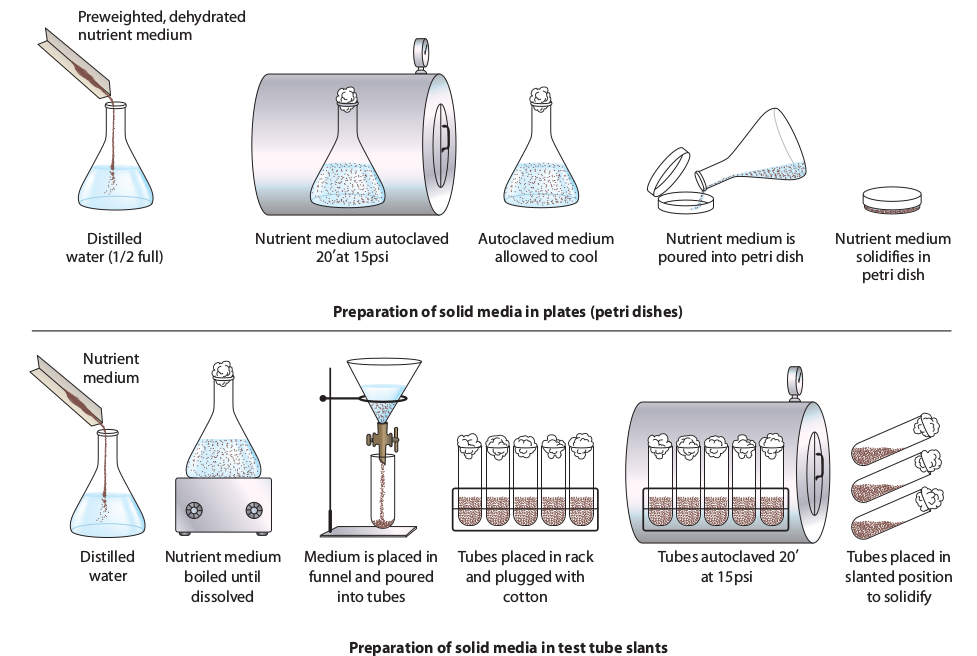 Preweighted, dehydrated
nutrient medium
Distilled
water (1/2 full)
Nutrient medium autoclaved
20′at 15psi
Autoclaved medium
allowed to cool
Nutrient medium is
poured into petri dish
Nutrient medium
solidifies in
petri dish
Preparation of solid media in plates (petri dishes)
Nutrient
medium
Distilled
water
Nutrient medium
boiled until
dissolved
Medium is placed in
funnel and poured
into tubes
Tubes placed in rack
and plugged with
cotton
Tubes autoclaved 20′
at 15psi
Tubes placed in
slanted position
to solidify
Preparation of solid media in test tube slants